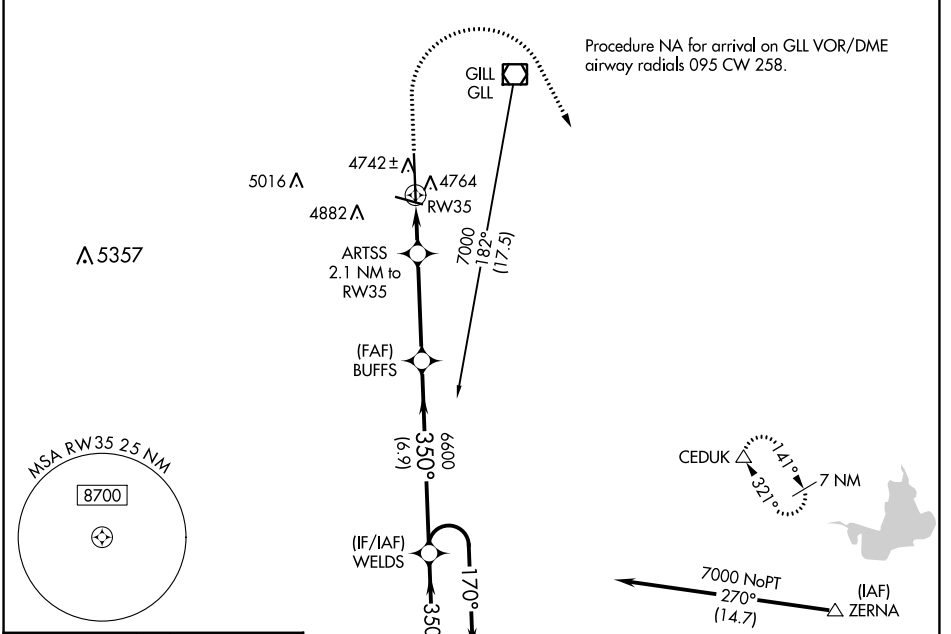 Procedure NA for arrival on GLL VOR/DME
airway radials 095 CW 258.
GILL
GLL
4742±
5016
4764
RW35
4882
5357
ARTSS
2.1 NM to
RW35
7000
182°
(17.5)
(FAF)
BUFFS
6600
350°
(6.9)
MSA RW35 25 NM
8700
CEDUK
141°
321°
7 NM
(IF/IAF)
WELDS
170°
350
7000 NoPT
270°
(14.7)
(IAF)
ZERNA